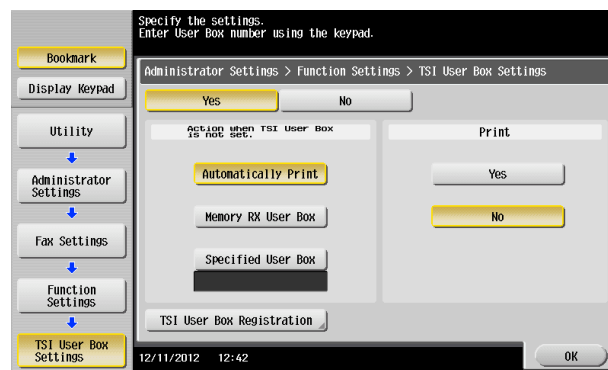 Specify the settings.
Enter User Box number using the keypad.
Bookmark
Display Keypad
Utility
Administrator
Settings
Fax Settings
Function
Settings
TSI User Box
Settings
Administrator Settings > Function Settings > TSI User Box Settings
Yes
No
Action when TSI User Box
is not set.
Automatically Print
Memory RX User Box
Specified User Box
Print
Yes
No
TSI User Box Registration
12/11/2012 12:42
OK